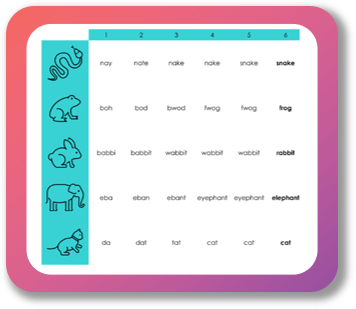 1 2 3 4 5 6
nay nate nake nake snake snake
boh bod bwod fwog fwog frog
babbi babbit wabbit wabbit wabbit rabbit
eba eban ebant eyephant eyephant elephant
da dat tat cat cat cat